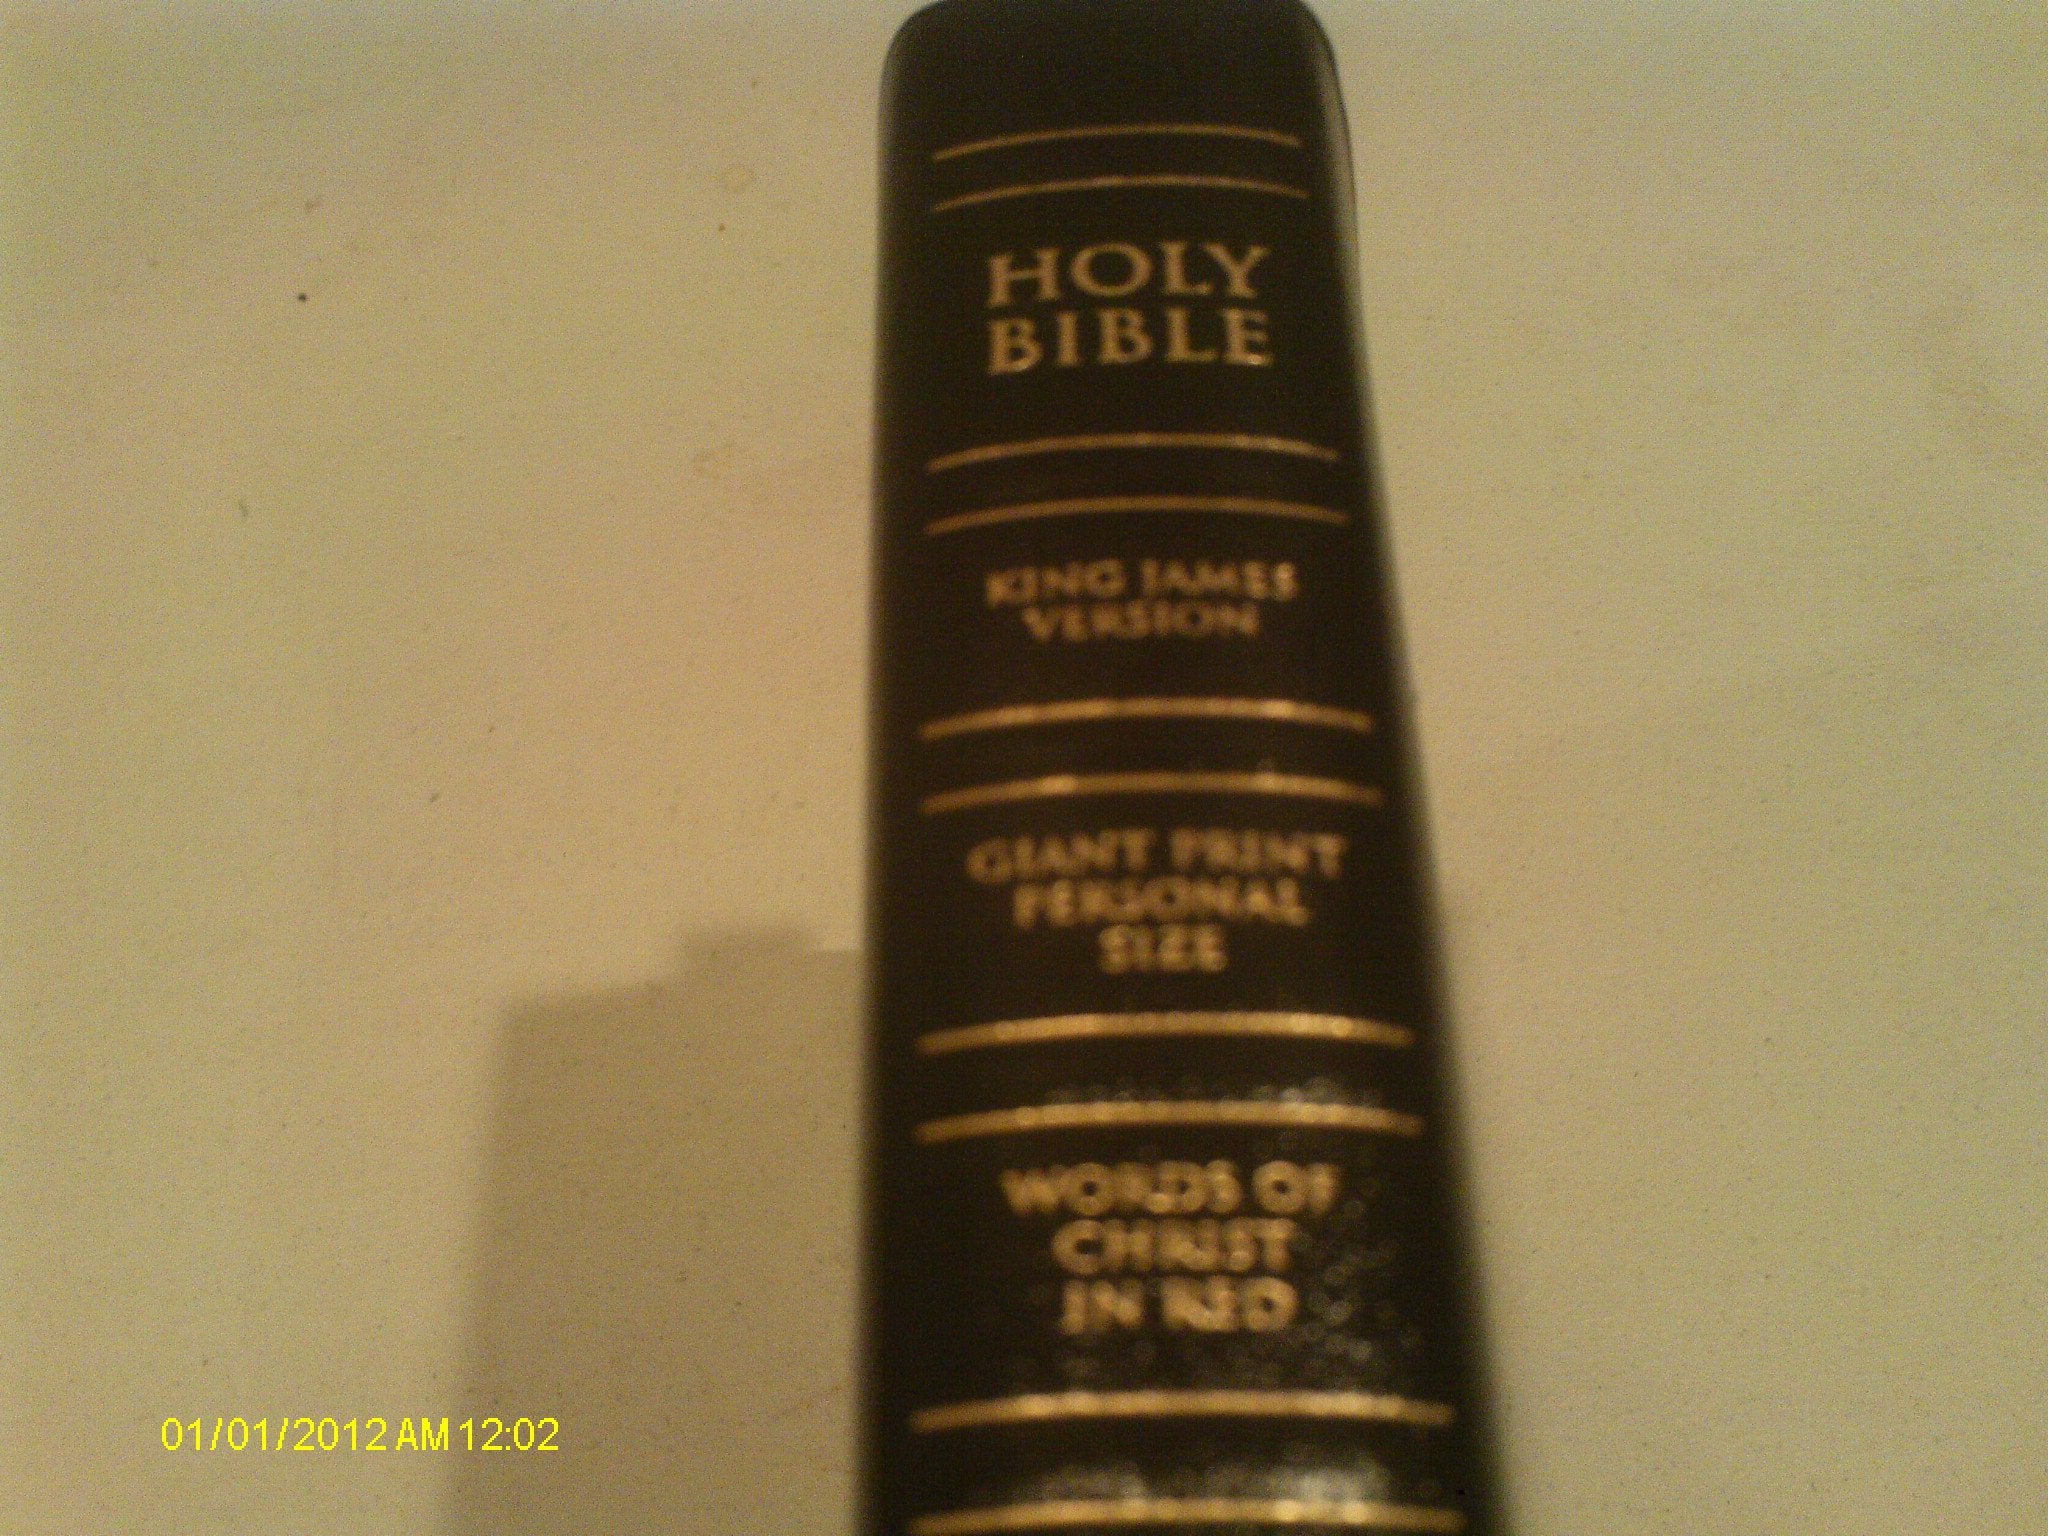 HOLY
BIBLE
KING JAMES
VERSION
GIANT PRINT
PERSONAL
SIZE
WORDS OF
CHRIST
IN RED
01/01/2012 AM 12:02